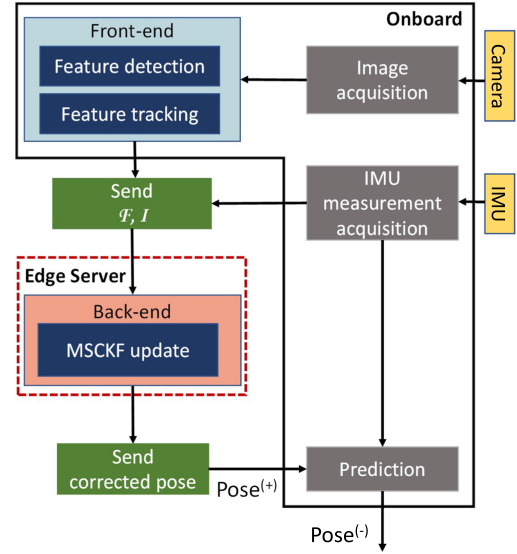 Onboard
Front-end
Feature detection
Feature tracking
Image
acquisition
Camera
Send
ℱ, I
IMU
measurement
acquisition
IMU
Edge Server
Back-end
MSCKF update
Send
corrected pose
Pose(+)
Prediction
Pose(-)